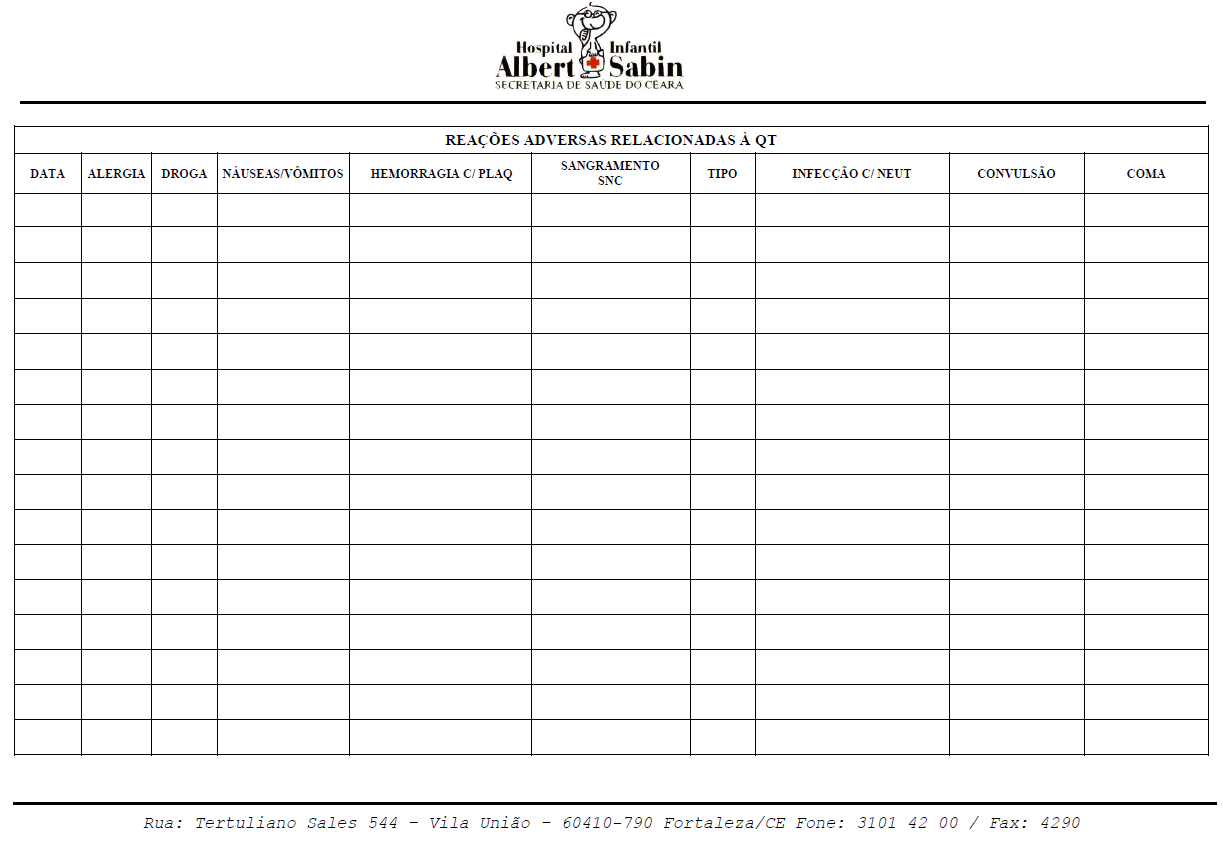 Hospital Infantil
Albert Sabin
SECRETARIA DE SAÚDE DO CEARA
REAÇÕES ADVERSAS RELACIONADAS À QT
DATA ALERGIA DROGA NÁUSEAS/VÔMITOS HEMORRAGIA C/ PLAQ SANGRAMENTO SNC TIPO INFECÇÃO C/ NEUT CONVULSÃO COMA
Rua: Tertuliano Sales 544 – Vila União – 60410-790 Fortaleza/CE Fone: 3101 42 00 / Fax: 4290